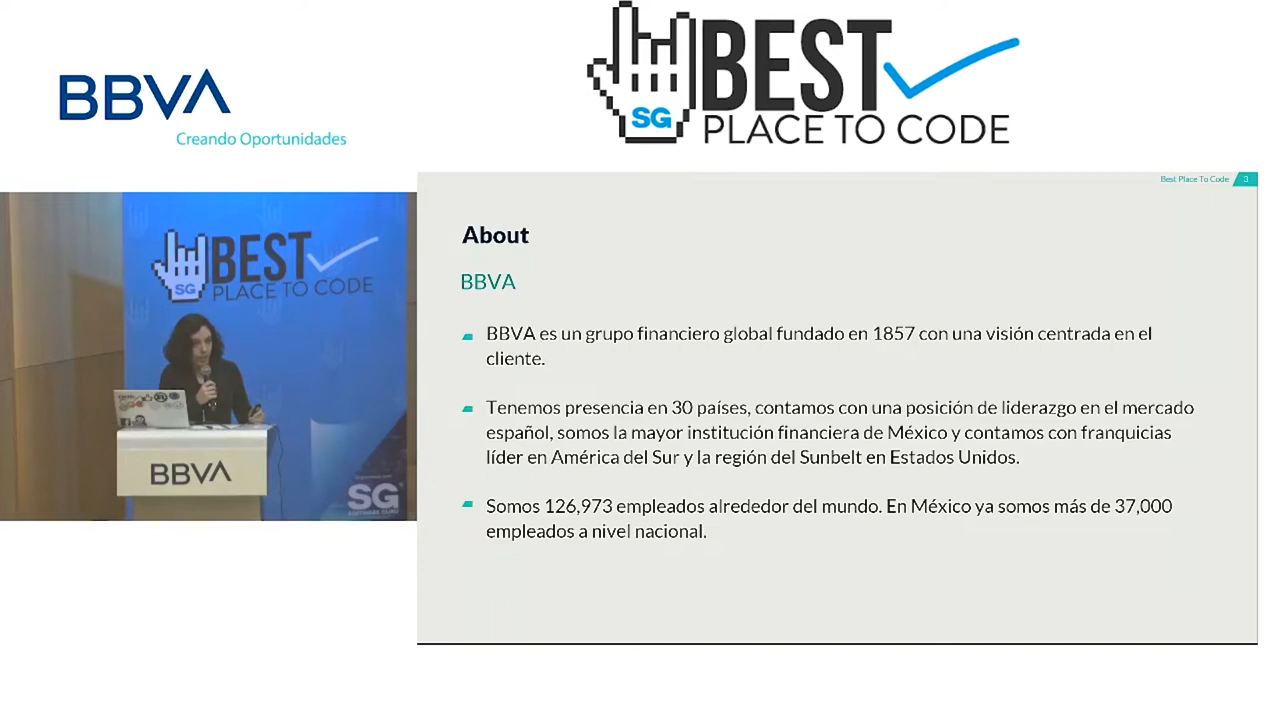 BBVA
Creando Oportunidades
SG
BEST
PLACE TO CODE
BEST
SG
PLACE TO CODE
BBVA
SG
SOFTWARE GURU
Best Place To Code 3
About
BBVA
BBVA es un grupo financiero global fundado en 1857 con una visión centrada en el
cliente.
Tenemos presencia en 30 países, contamos con una posición de liderazgo en el mercado
español, somos la mayor institución financiera de México y contamos con franquicias
líder en América del Sur y la región del Sunbelt en Estados Unidos.
Somos 126,973 empleados alrededor del mundo. En México ya somos más de 37,000
empleados a nivel nacional.